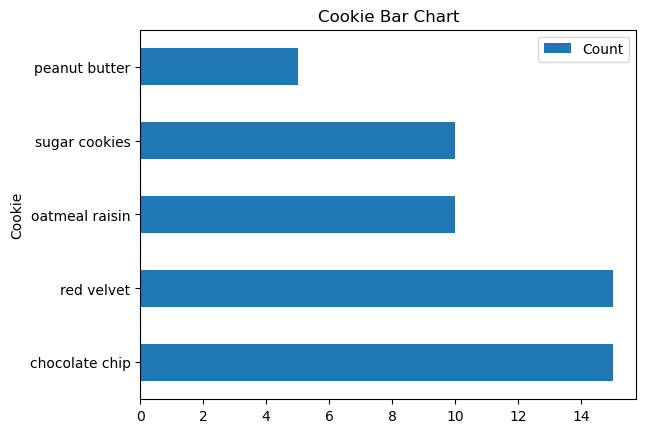 Cookie Bar Chart
Count
peanut butter
sugar cookies
oatmeal raisin
red velvet
chocolate chip
Cookie
0 2 4 6 8 10 12 14